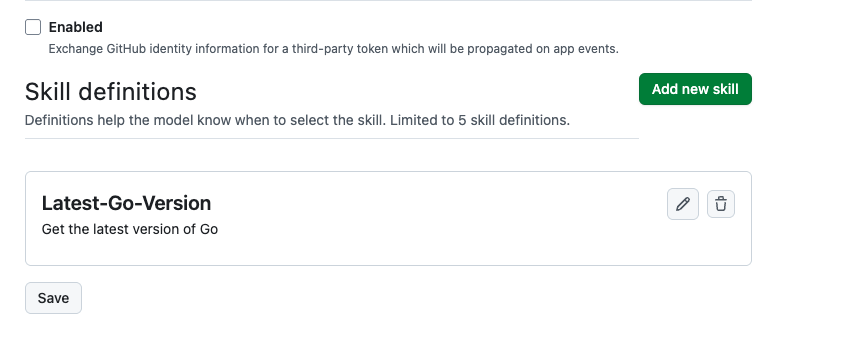 Enabled
Exchange GitHub identity information for a third-party token which will be propagated on app events.
Skill definitions
Add new skill
Definitions help the model know when to select the skill. Limited to 5 skill definitions.
Latest-Go-Version
Get the latest version of Go
Save